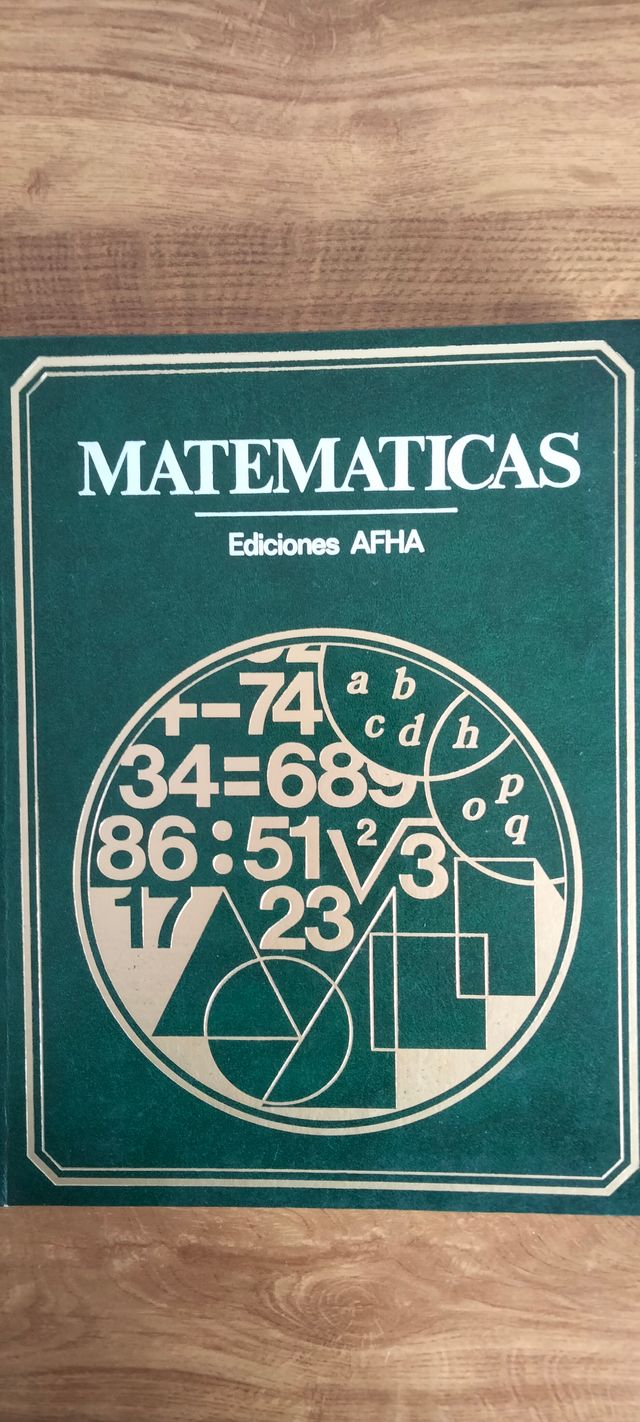 MATEMATICAS
Ediciones AFHA
a b
+-74
c d h
34=689
p
o
q
86:51
2
√3
17 23